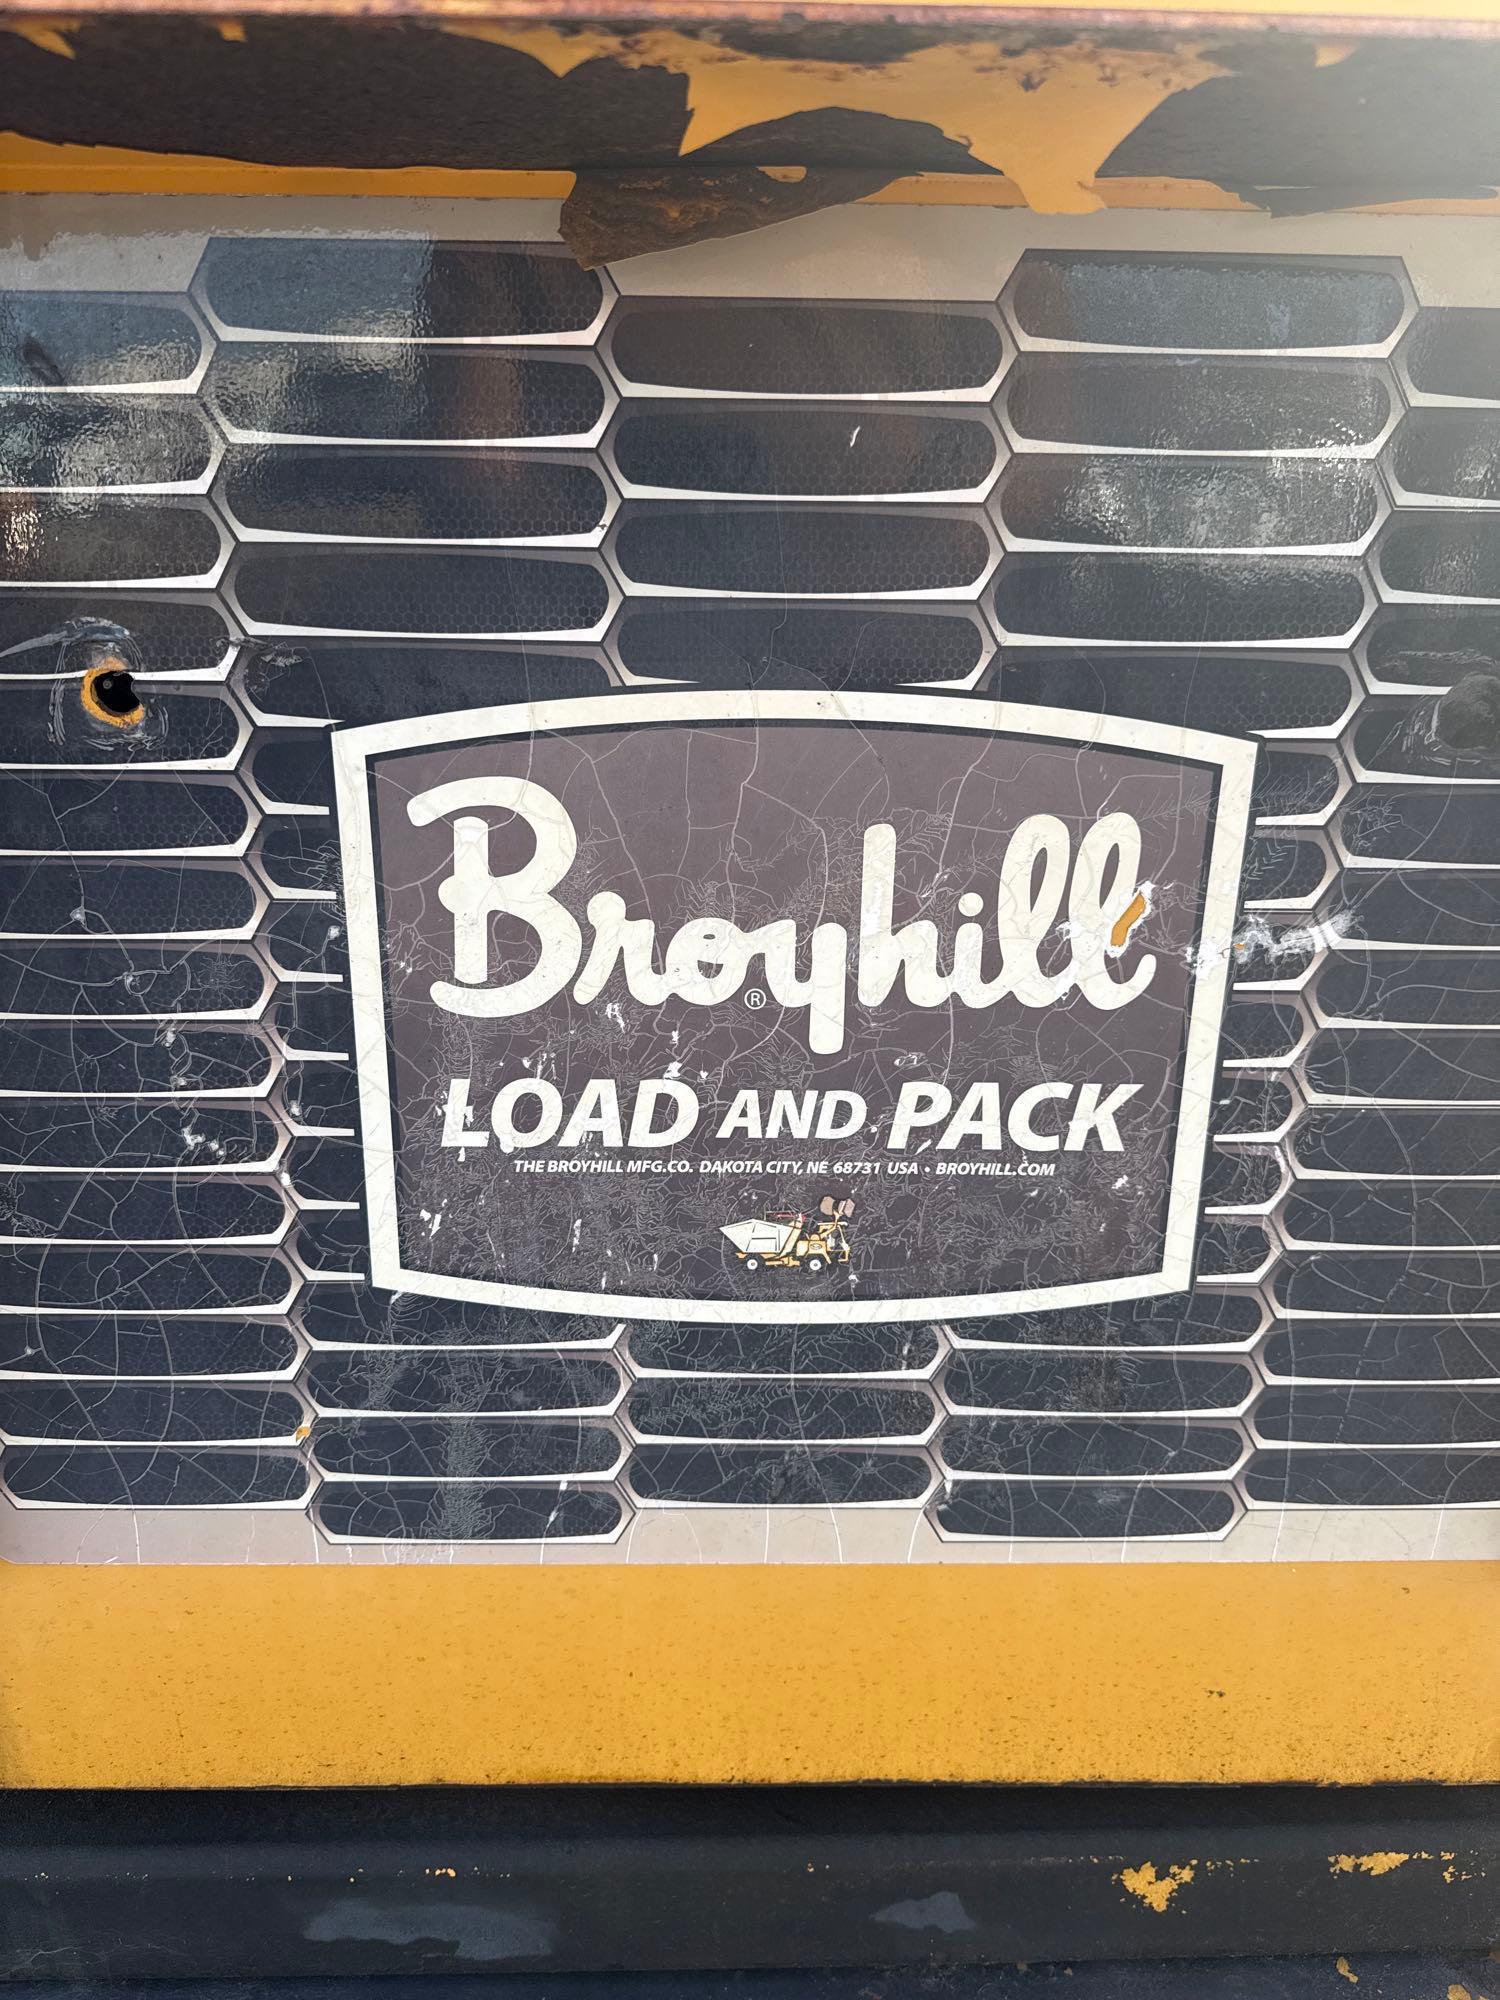 Broyhill
®
LOAD AND PACK
THE BROYHILL MFG.CO. DAKOTA CITY, NE 68731 USA • BROYHILL.COM